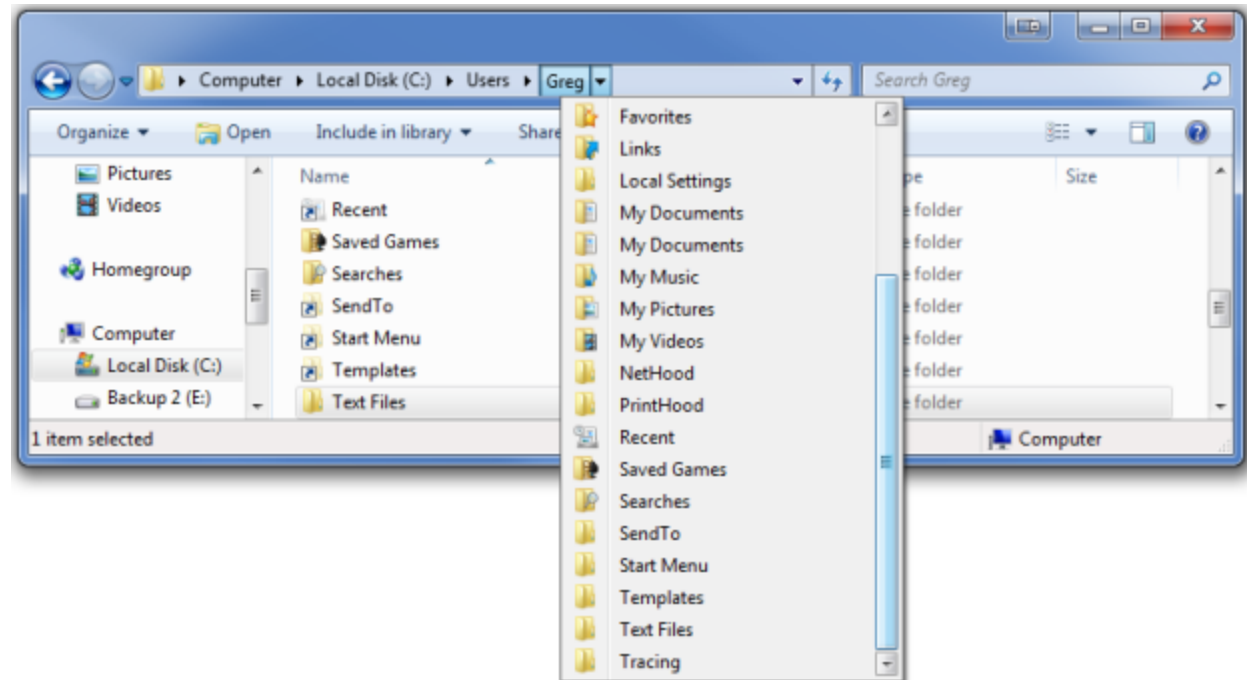 Computer Local Disk (C:) Users Greg Search Greg
Organize Open Include in library Share
Pictures
Videos
Homegroup
Computer
Local Disk (C:)
Backup 2 (E:)
Name
Recent
Saved Games
Searches
SendTo
Start Menu
Templates
Text Files
Favorites
Links
Local Settings
My Documents
My Documents
My Music
My Pictures
My Videos
NetHood
PrintHood
Recent
Saved Games
Searches
SendTo
Start Menu
Templates
Text Files
Tracing
pe Size
e folder
e folder
e folder
e folder
e folder
e folder
e folder
1 item selected Computer